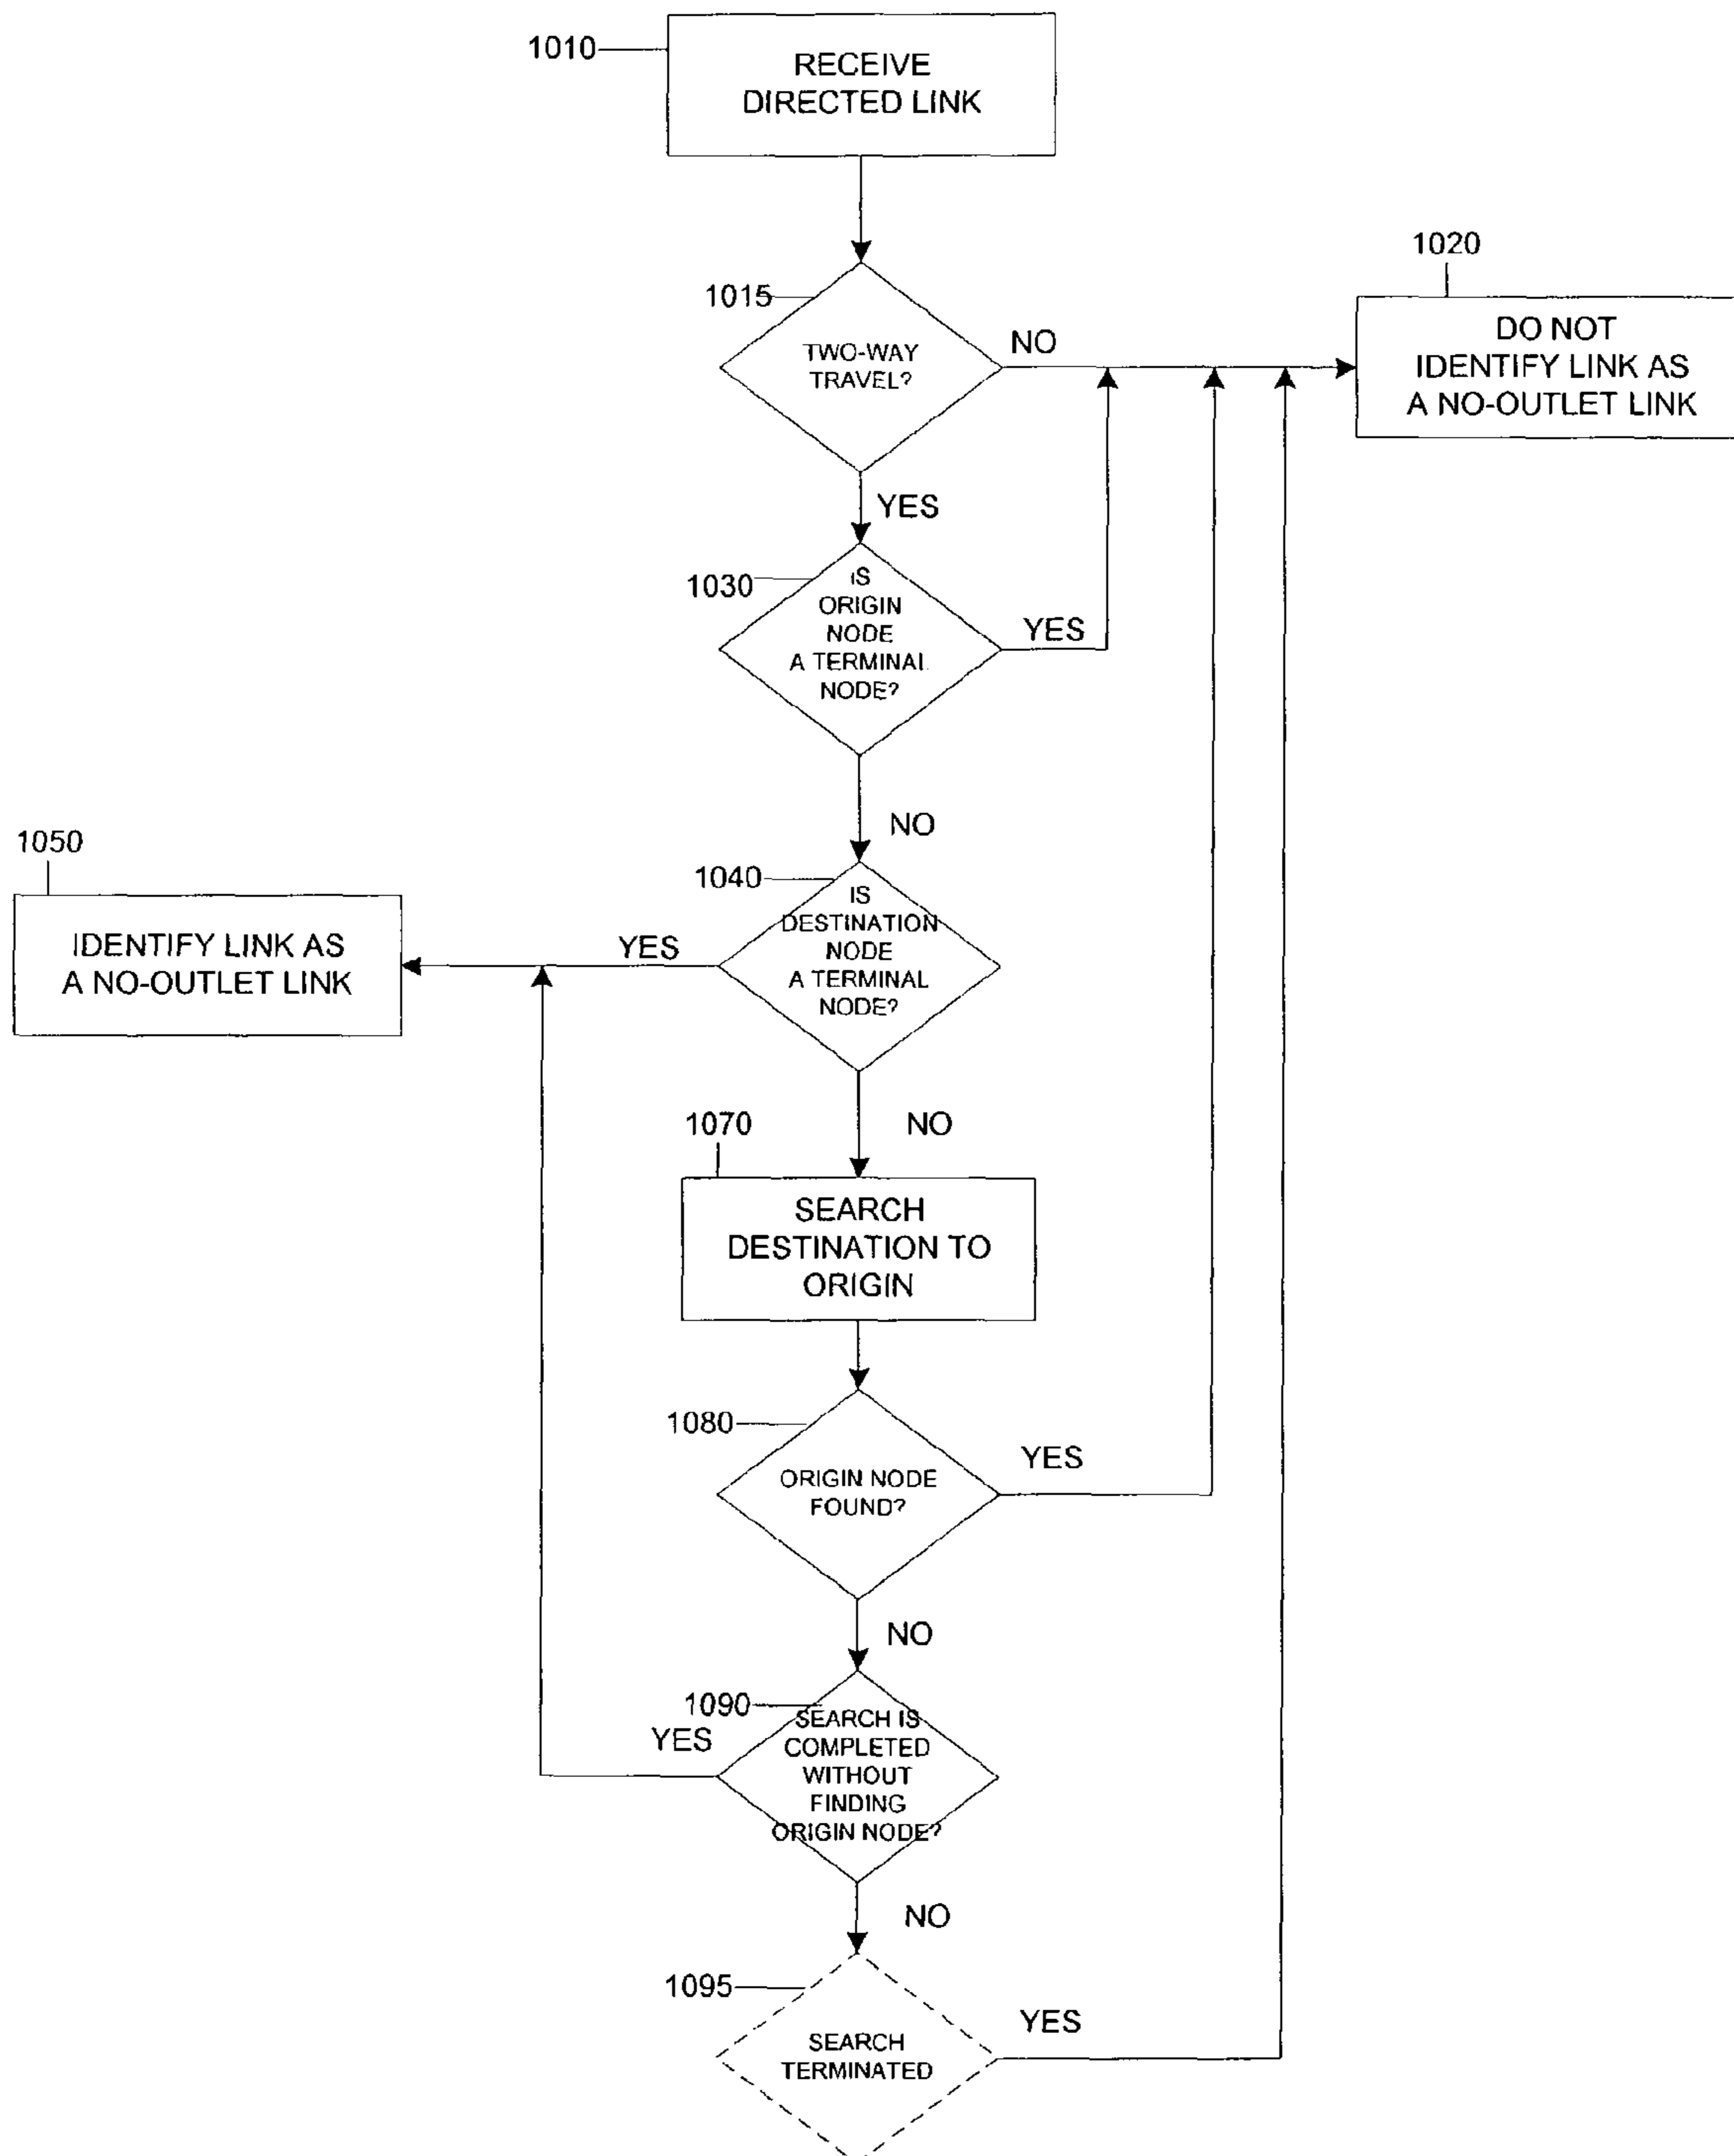 1010
RECEIVE
DIRECTED LINK
1020
1015
TWO-WAY
TRAVEL?
NO
DO NOT
IDENTIFY LINK AS
A NO-OUTLET LINK
YES
1030
IS
ORIGIN
NODE
A TERMINAL
NODE?
YES
NO
1050
1040
IS
DESTINATION
NODE
A TERMINAL
NODE?
YES
IDENTIFY LINK AS
A NO-OUTLET LINK
NO
1070
SEARCH
DESTINATION TO
ORIGIN
1080
ORIGIN NODE
FOUND?
YES
NO
1090
SEARCH IS
COMPLETED
WITHOUT
FINDING
ORIGIN NODE?
YES
NO
1095
SEARCH
TERMINATED
YES